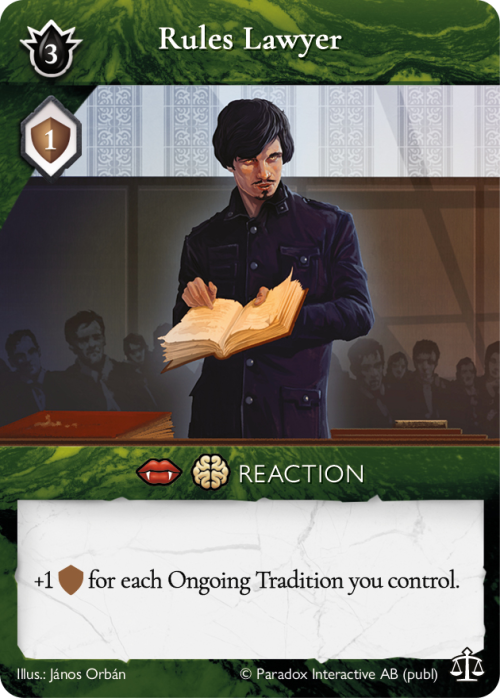 3
Rules Lawyer
1
REACTION
+1 for each Ongoing Tradition you control.
Illus.: János Orbán
© Paradox Interactive AB (publ)